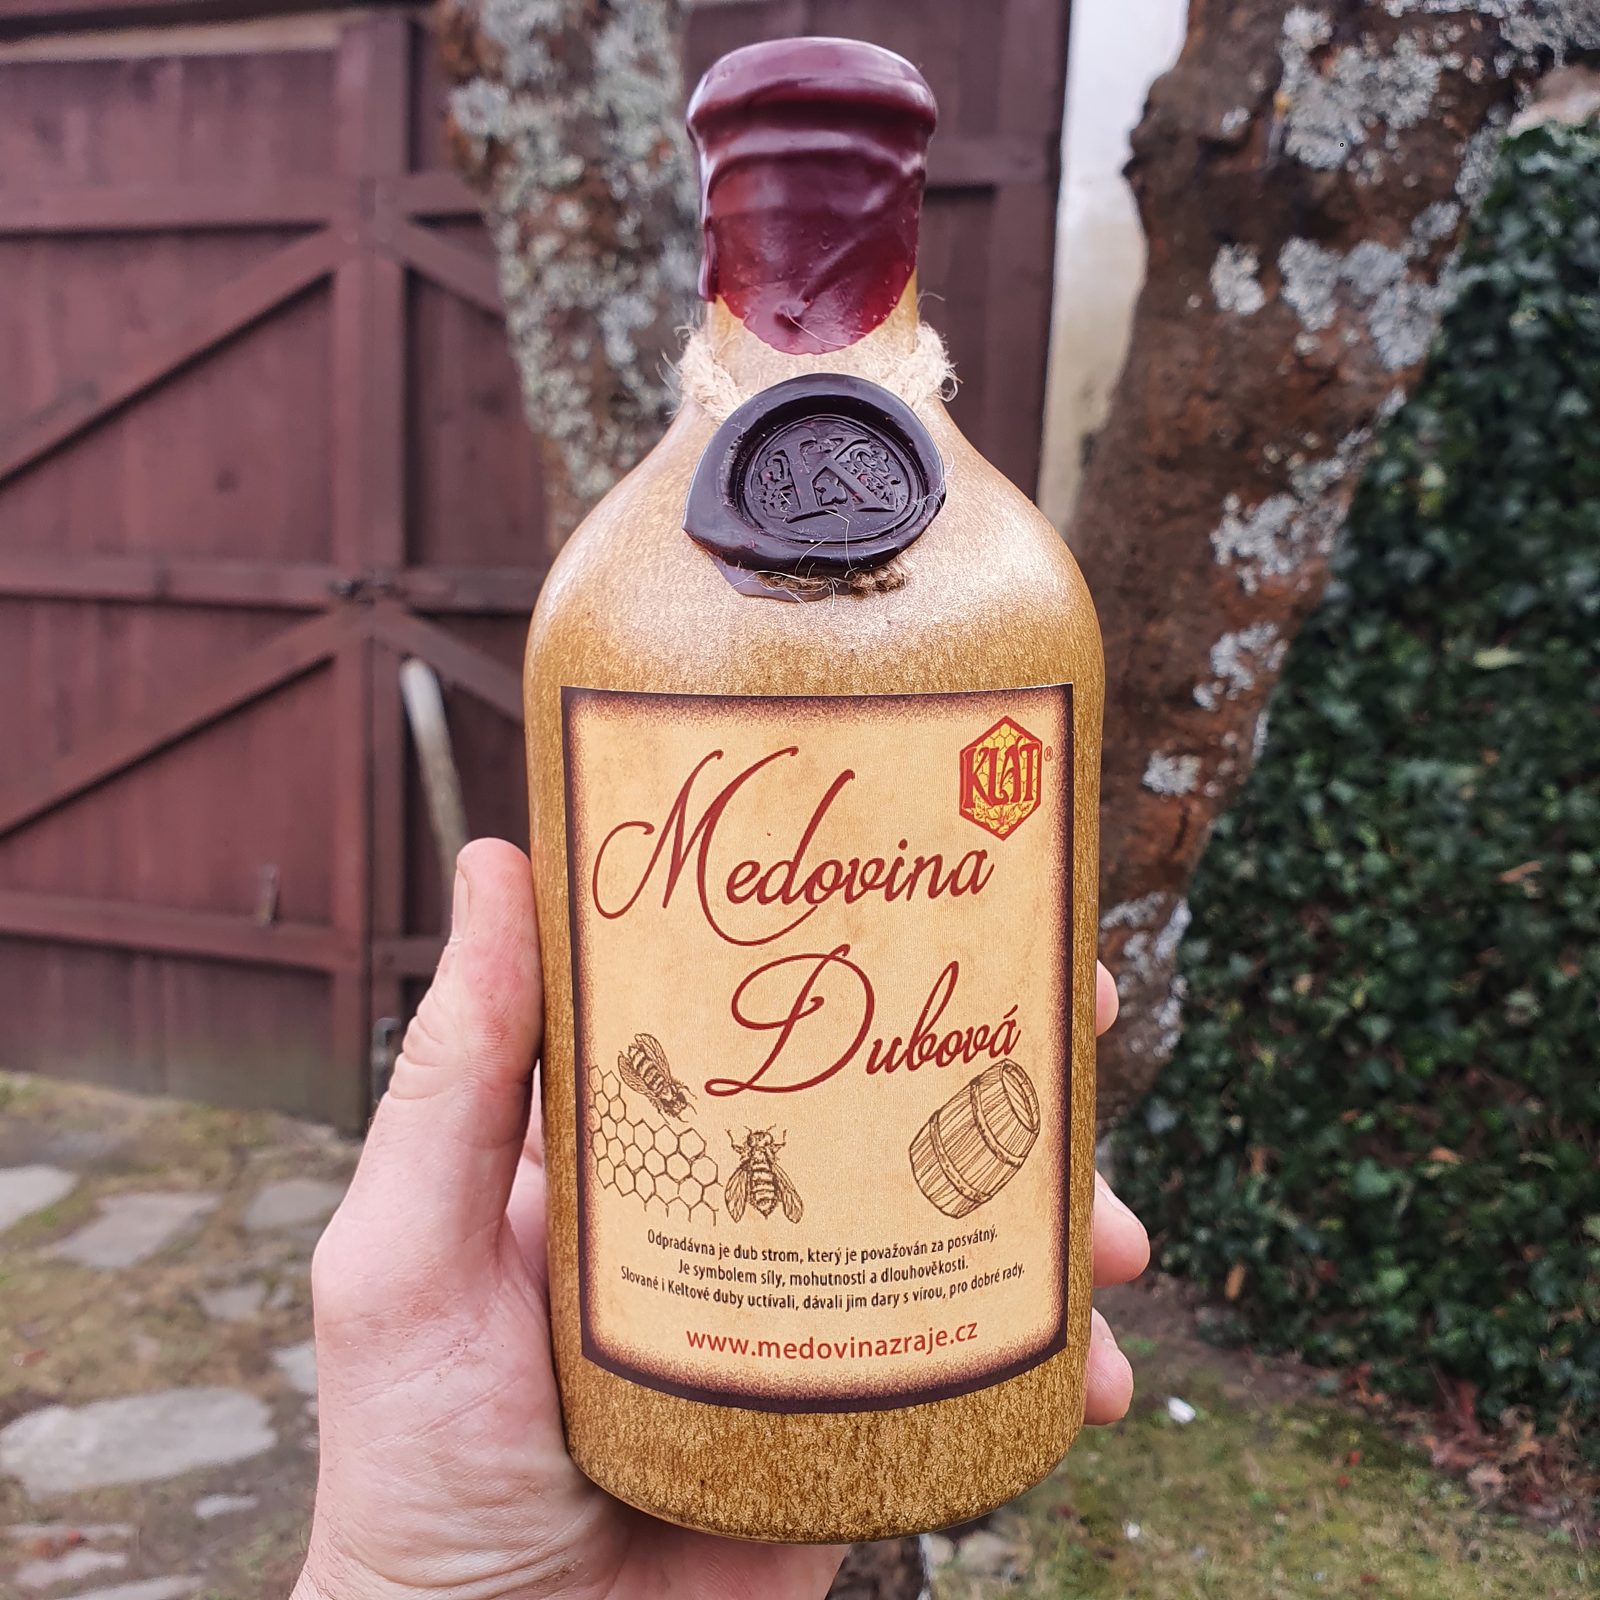 K
KLÁT®
Medovina
Dubová
Odpradávna je dub strom, který je považován za posvátný.
Je symbolem síly, mohutnosti a dlouhověkosti.
Slované i Keltové duby uctívali, dávali jim dary s vírou, pro dobré rady.
www.medovinazraje.cz